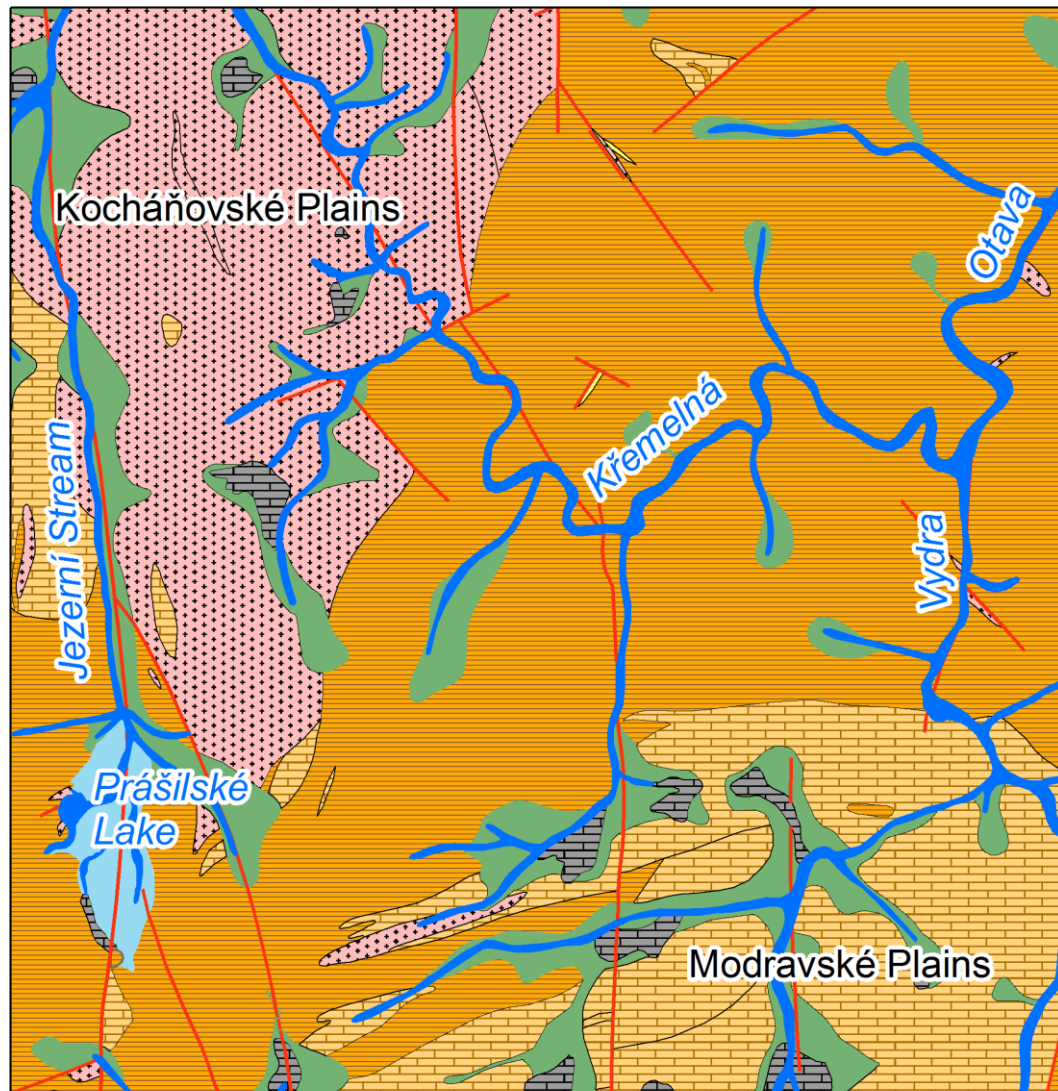 Kocháňovské Plains
Otava
Křemelná
Jezerní Stream
Vydra
Prášilské
Lake
Modravské Plains